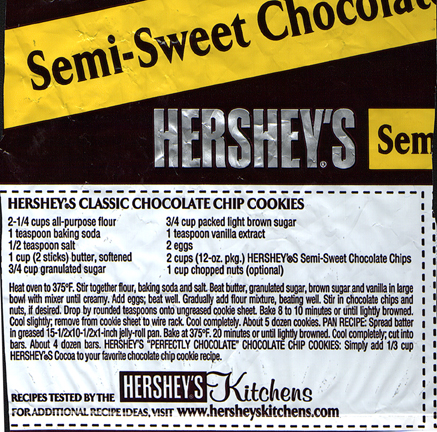 Semi-Sweet Chocolat
HERSHEY'S
Sem
HERSHEY®S CLASSIC CHOCOLATE CHIP COOKIES
2-1/4 cups all-purpose flour
1 teaspoon baking soda
1/2 teaspoon salt
1 cup (2 sticks) butter, softened
3/4 cup granulated sugar
3/4 cup packed light brown sugar
1 teaspoon vanilla extract
2 eggs
2 cups (12-oz. pkg.) HERSHEY®S Semi-Sweet Chocolate Chips
1 cup chopped nuts (optional)
Heat oven to 375°F. Stir together flour, baking soda and salt. Beat butter, granulated sugar, brown sugar and vanilla in large
bowl with mixer until creamy. Add eggs; beat well. Gradually add flour mixture, beating well. Stir in chocolate chips and
nuts, if desired. Drop by rounded teaspoons onto ungreased cookie sheet. Bake 8 to 10 minutes or until lightly browned.
Cool slightly; remove from cookie sheet to wire rack. Cool completely. About 5 dozen cookies. PAN RECIPE: Spread batter
in greased 15-1/2x10-1/2x1-inch jelly-roll pan. Bake at 375°F. 20 minutes or until lightly browned. Cool completely; cut into
bars. About 4 dozen bars. HERSHEY'S "PERFECTLY CHOCOLATE" CHOCOLATE CHIP COOKIES: Simply add 1/3 cup
HERSHEY®S Cocoa to your favorite chocolate chip cookie recipe.
RECIPES TESTED BY THE HERSHEY'S Kitchens
FOR ADDITIONAL RECIPE IDEAS, VISIT www.hersheyskitchens.com